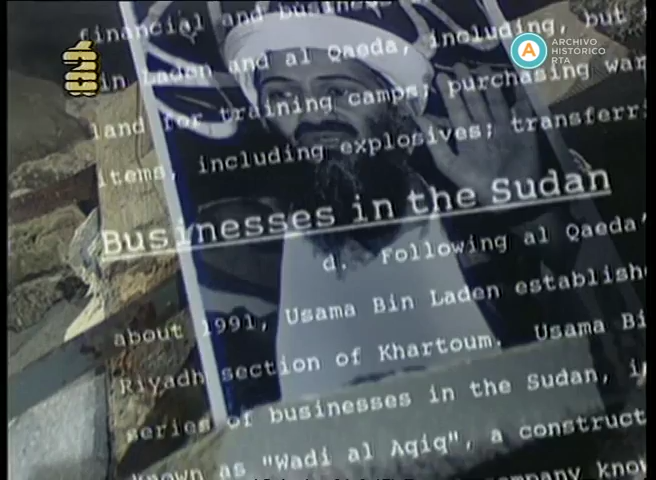 financial and business
in Laden and al Qaeda, including, but
land for training camps; purchasing war
items, including explosives; transferri
Businesses in the Sudan
d. Following al Qaeda'
about 1991, Usama Bin Laden establishe
Riyadh section of Khartoum. Usama Bi
series of businesses in the Sudan, i
known as "Wadi al Aqiq", a construct
company know
A
ARCHIVO
HISTÓRICO
RTA